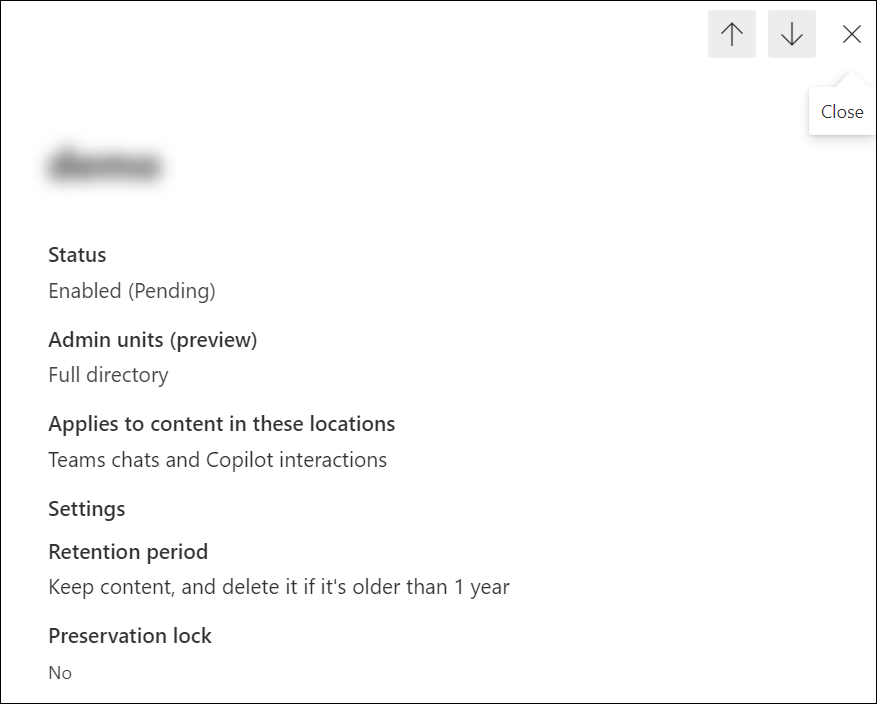 Close
demo
Status
Enabled (Pending)
Admin units (preview)
Full directory
Applies to content in these locations
Teams chats and Copilot interactions
Settings
Retention period
Keep content, and delete it if it's older than 1 year
Preservation lock
No